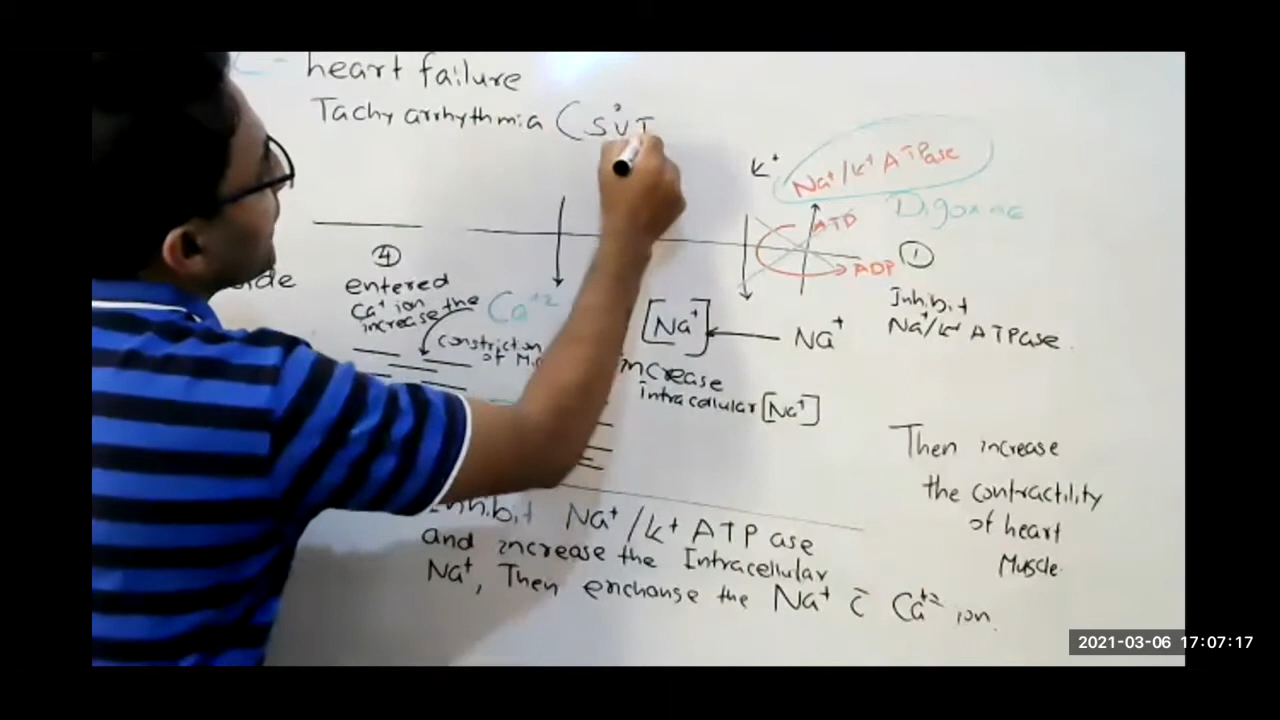 heart failure
Tachy arrhythmia (SVT
K+ Na+/K+ ATPase
Digoxine
ATP
ADP
④
entered
Ca+ ion
increase the
Ca+2
constriction
of
[Na+] Na+
①
Inhibit
Na+/K+ ATPase.
increase
intracellular [Na+]
Then increase
the contractility
of heart
Muscle.
Inhibit Na+/K+ ATPase
and increase the Intracellular
Na+, Then enchanse the Na+ c̄ Ca+2 ion.
2021-03-06 17:07:17